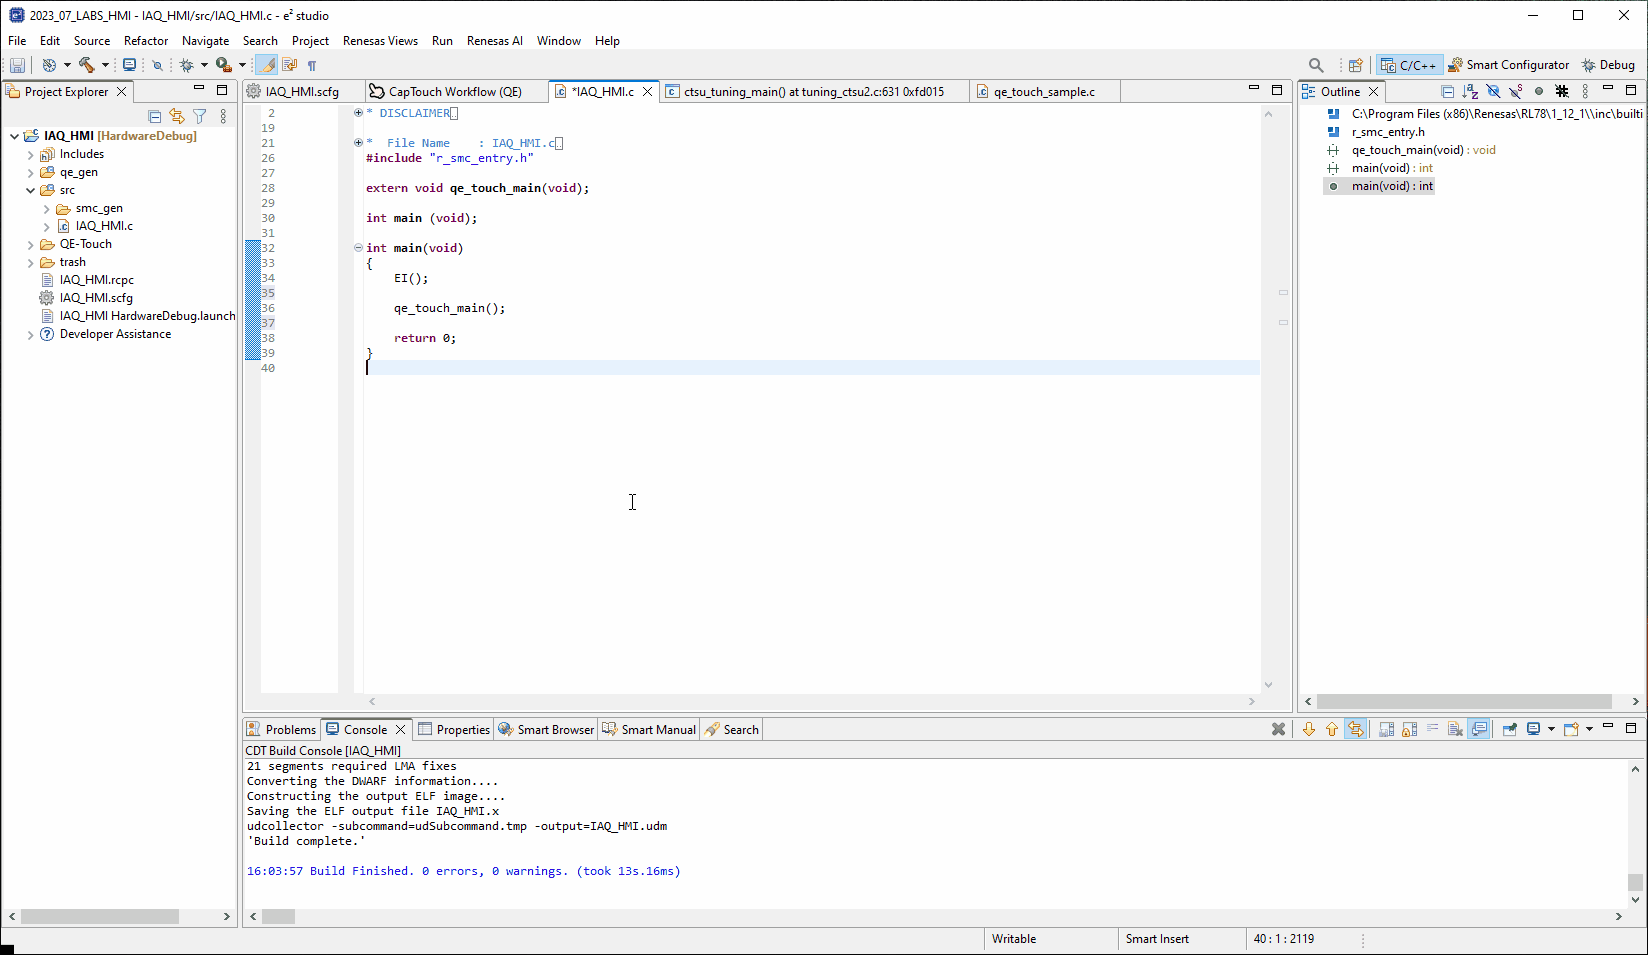 2023_07_LABS_HMI - IAQ_HMI/src/IAQ_HMI.c - e² studio
File Edit Source Refactor Navigate Search Project Renesas Views Run Renesas AI Window Help
C/C++ Smart Configurator Debug
Project Explorer
IAQ_HMI [HardwareDebug]
Includes
qe_gen
src
smc_gen
IAQ_HMI.c
QE-Touch
trash
IAQ_HMI.rcpc
IAQ_HMI.scfg
IAQ_HMI HardwareDebug.launch
Developer Assistance
IAQ_HMI.scfg CapTouch Workflow (QE) *IAQ_HMI.c ctsu_tuning_main() at tuning_ctsu2.c:631 0xfd015 qe_touch_sample.c
2 * DISCLAIMER
19
21 * File Name : IAQ_HMI.c
26 #include "r_smc_entry.h"
27
28 extern void qe_touch_main(void);
29
30 int main (void);
31
32 int main(void)
33 {
34 EI();
35
36 qe_touch_main();
37
38 return 0;
39 }
40
Outline
C:\Program Files (x86)\Renesas\RL78\1_12_1\\inc\builti
r_smc_entry.h
qe_touch_main(void) : void
main(void) : int
main(void) : int
Problems Console Properties Smart Browser Smart Manual Search
CDT Build Console [IAQ_HMI]
21 segments required LMA fixes
Converting the DWARF information....
Constructing the output ELF image....
Saving the ELF output file IAQ_HMI.x
udcollector -subcommand=udSubcommand.tmp -output=IAQ_HMI.udm
'Build complete.'
16:03:57 Build Finished. 0 errors, 0 warnings. (took 13s.16ms)
Writable Smart Insert 40 : 1 : 2119